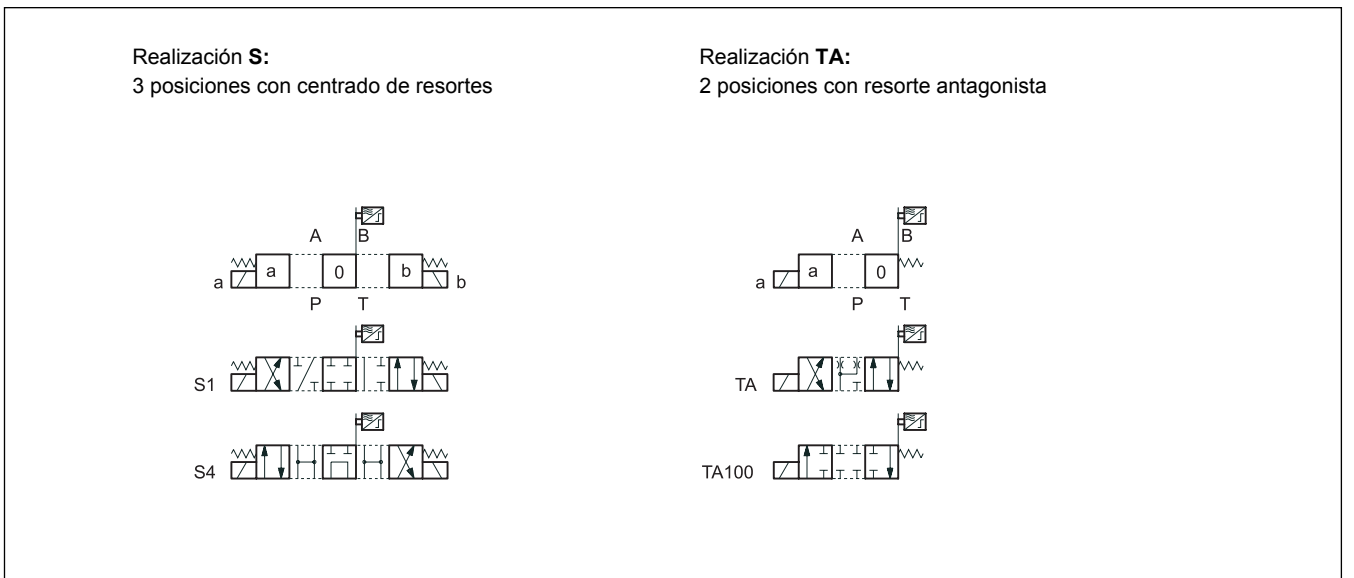 Realización S:
3 posiciones con centrado de resortes
A B
a a 0 b b
P T
S1
S4
Realización TA:
2 posiciones con resorte antagonista
A B
a a 0
P T
TA
TA100